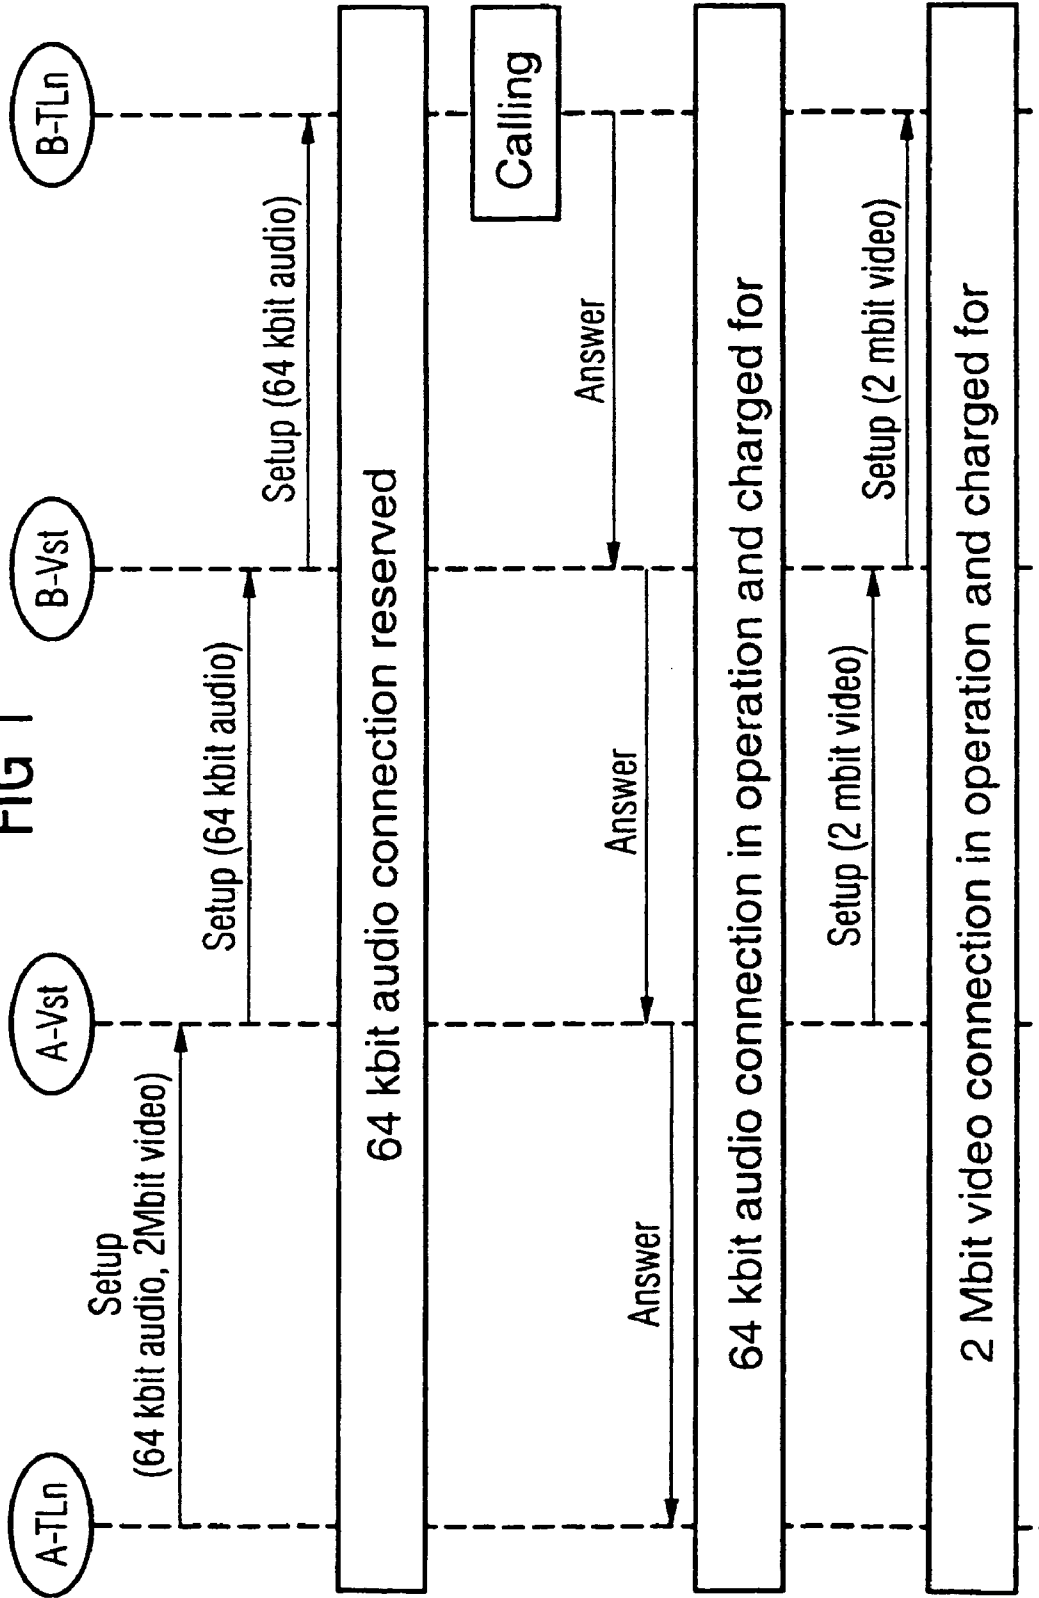 FIG 1
A-TLn
A-Vst
B-Vst
B-TLn
Setup
(64 kbit audio, 2Mbit video)
Setup (64 kbit audio)
Setup (64 kbit audio)
64 kbit audio connection reserved
Calling
Answer
Answer
Answer
64 kbit audio connection in operation and charged for
Setup (2 mbit video)
Setup (2 mbit video)
2 Mbit video connection in operation and charged for